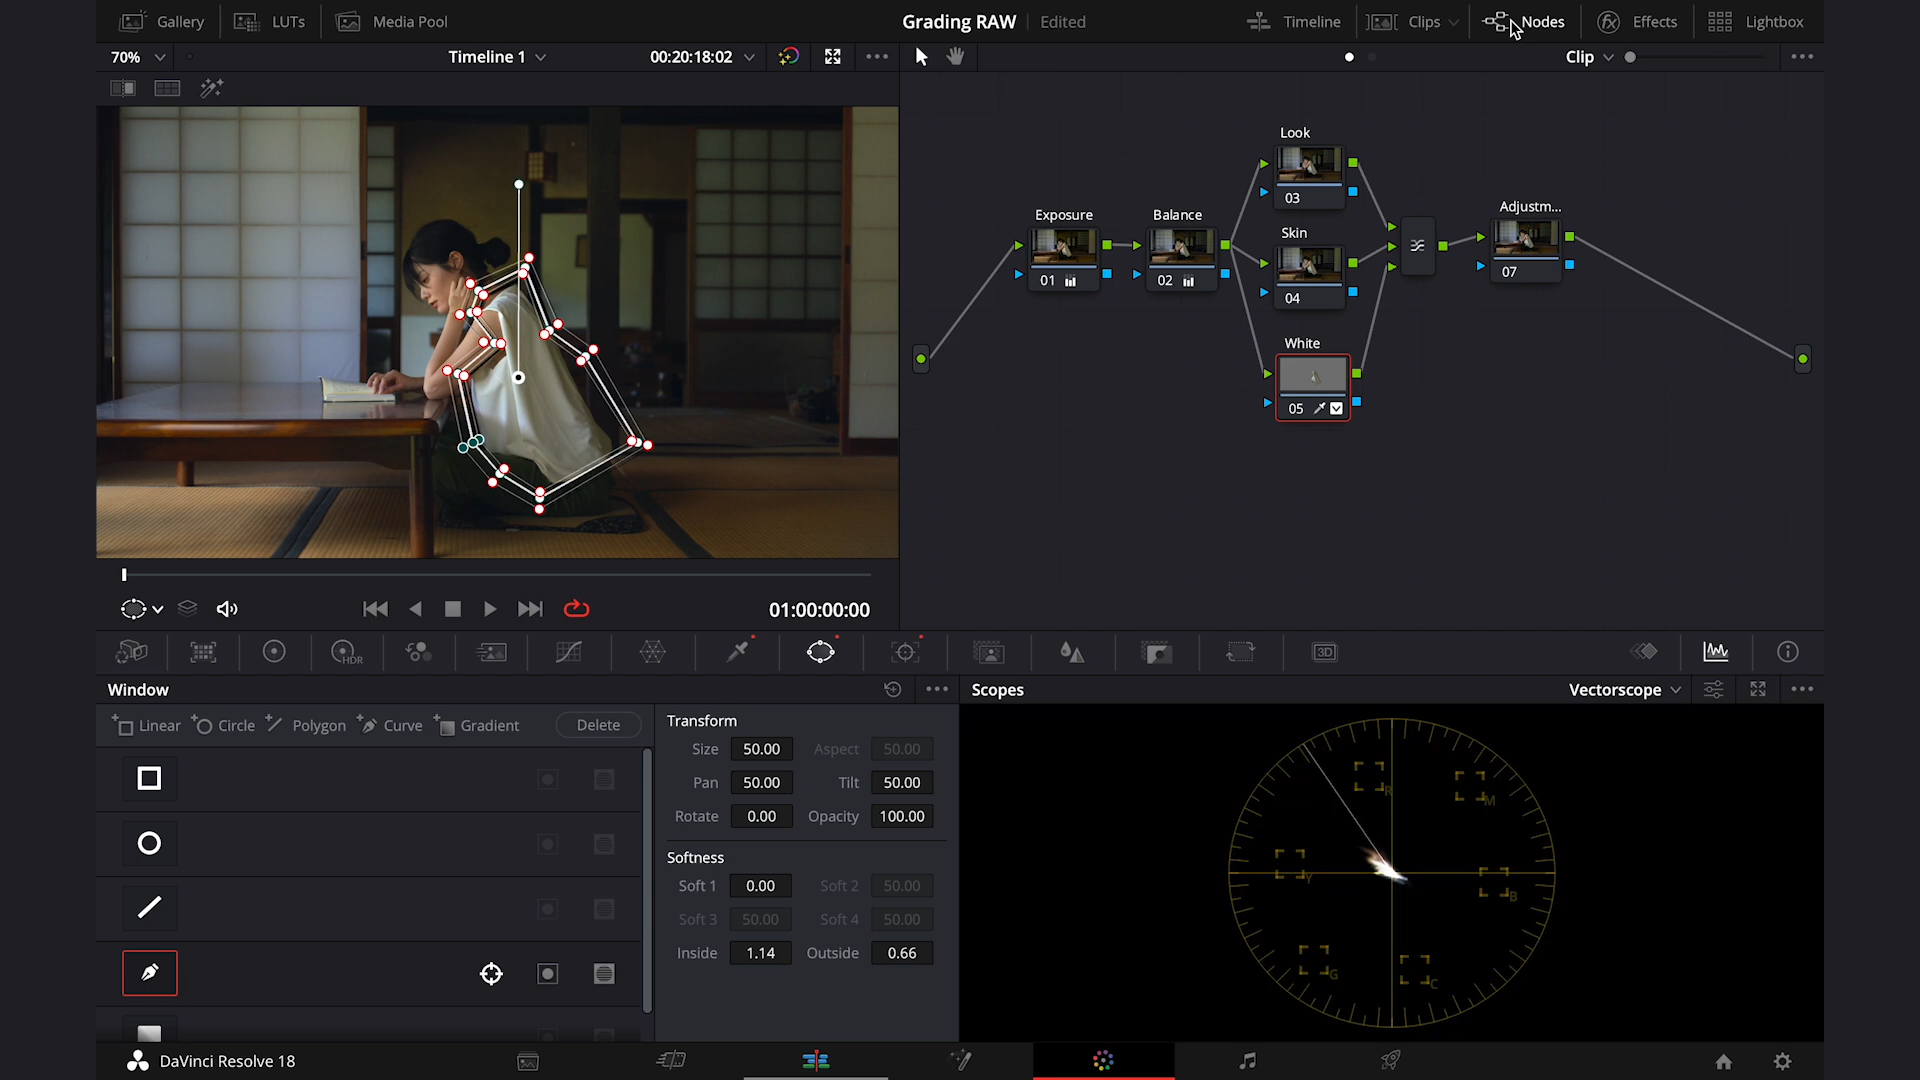 Gallery LUTs Media Pool Grading RAW Edited Timeline Clips Nodes Effects Lightbox
70% Timeline 1 00:20:18:02 Clip
Look
03
Exposure Balance Skin Adjustm...
01 02 04 07
White
05
01:00:00:00
HDR 3D
Window Scopes Vectorscope
Linear Circle Polygon Curve Gradient Delete
Transform
Size 50.00 Aspect 50.00
Pan 50.00 Tilt 50.00
Rotate 0.00 Opacity 100.00
Softness
Soft 1 0.00 Soft 2 50.00
Soft 3 50.00 Soft 4 50.00
Inside 1.14 Outside 0.66
R M
Y B
G C
DaVinci Resolve 18